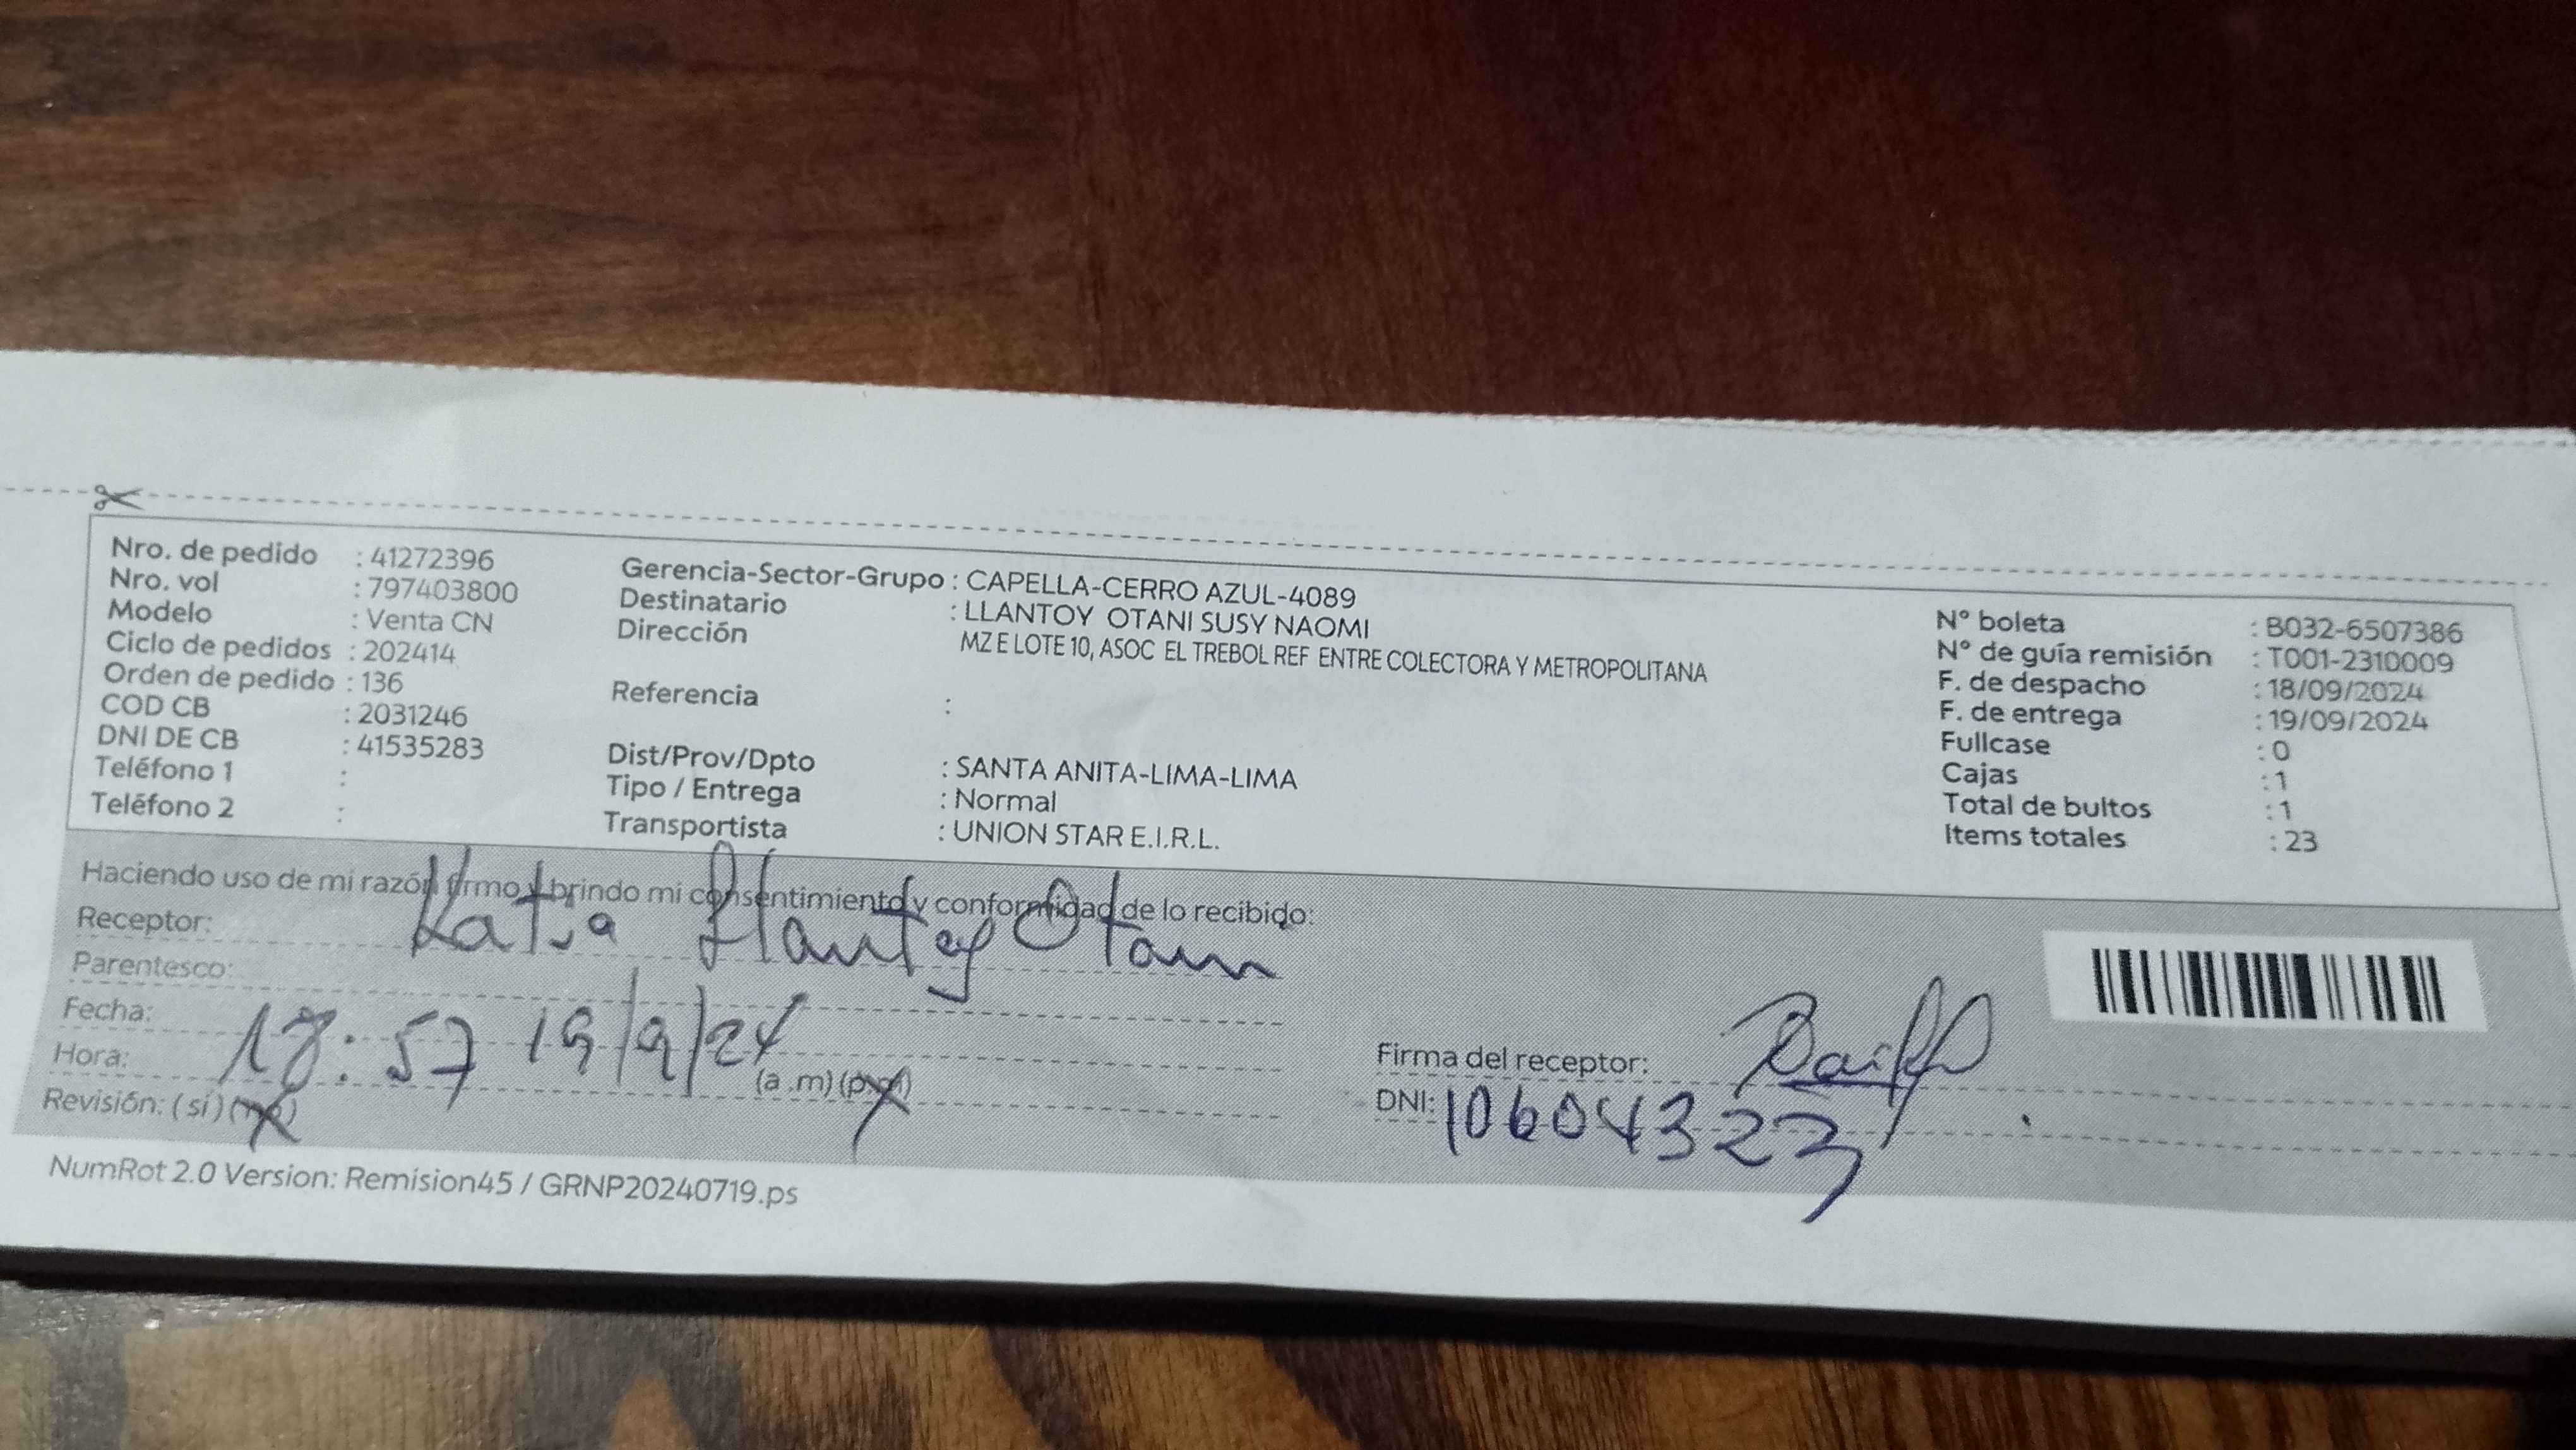 Nro. de pedido : 41272396
Nro. vol : 797403800
Modelo : Venta CN
Ciclo de pedidos : 202414
Orden de pedido : 136
COD CB : 2031246
DNI DE CB : 41535283
Teléfono 1 :
Teléfono 2 :
Gerencia-Sector-Grupo : CAPELLA-CERRO AZUL-4089
Destinatario : LLANTOY OTANI SUSY NAOMI
Dirección MZ E LOTE 10, ASOC EL TREBOL REF ENTRE COLECTORA Y METROPOLITANA
Referencia :
Dist/Prov/Dpto : SANTA ANITA-LIMA-LIMA
Tipo / Entrega : Normal
Transportista : UNION STAR E.I.R.L.
N° boleta : B032-6507386
N° de guía remisión : T001-2310009
F. de despacho : 18/09/2024
F. de entrega : 19/09/2024
Fullcase : 0
Cajas : 1
Total de bultos : 1
Items totales : 23
Haciendo uso de mi razón firmo y brindo mi consentimiento y conformidad de lo recibido:
Receptor: Katia Llantoy Otani
Parentesco:
Fecha: 19/9/24
Hora: 18:57 (a .m) (p.m)
Revisión: (si) (no)
Firma del receptor:
DNI: 10604323
NumRot 2.0 Version: Remision45 / GRNP20240719.ps